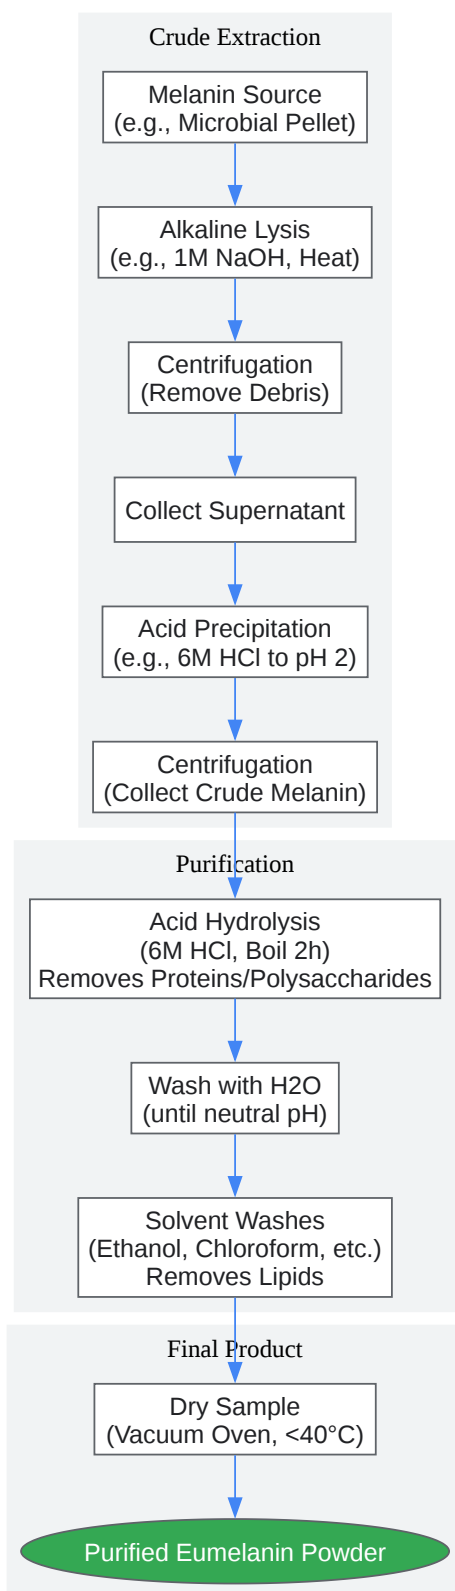 Crude Extraction
Melanin Source
(e.g., Microbial Pellet)
Alkaline Lysis
(e.g., 1M NaOH, Heat)
Centrifugation
(Remove Debris)
Collect Supernatant
Acid Precipitation
(e.g., 6M HCl to pH 2)
Centrifugation
(Collect Crude Melanin)
Purification
Acid Hydrolysis
(6M HCl, Boil 2h)
Removes Proteins/Polysaccharides
Wash with H2O
(until neutral pH)
Solvent Washes
(Ethanol, Chloroform, etc.)
Removes Lipids
Final Product
Dry Sample
(Vacuum Oven, <40°C)
Purified Eumelanin Powder